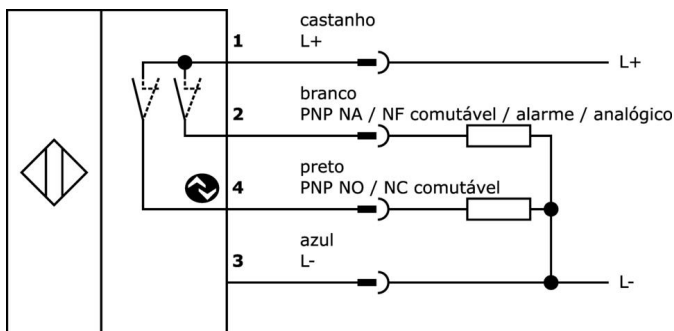 castanho
1 L+ L+
branco
2 PNP NA / NF comutável / alarme / analógico
preto
4 PNP NO / NC comutável
azul
3 L- L-